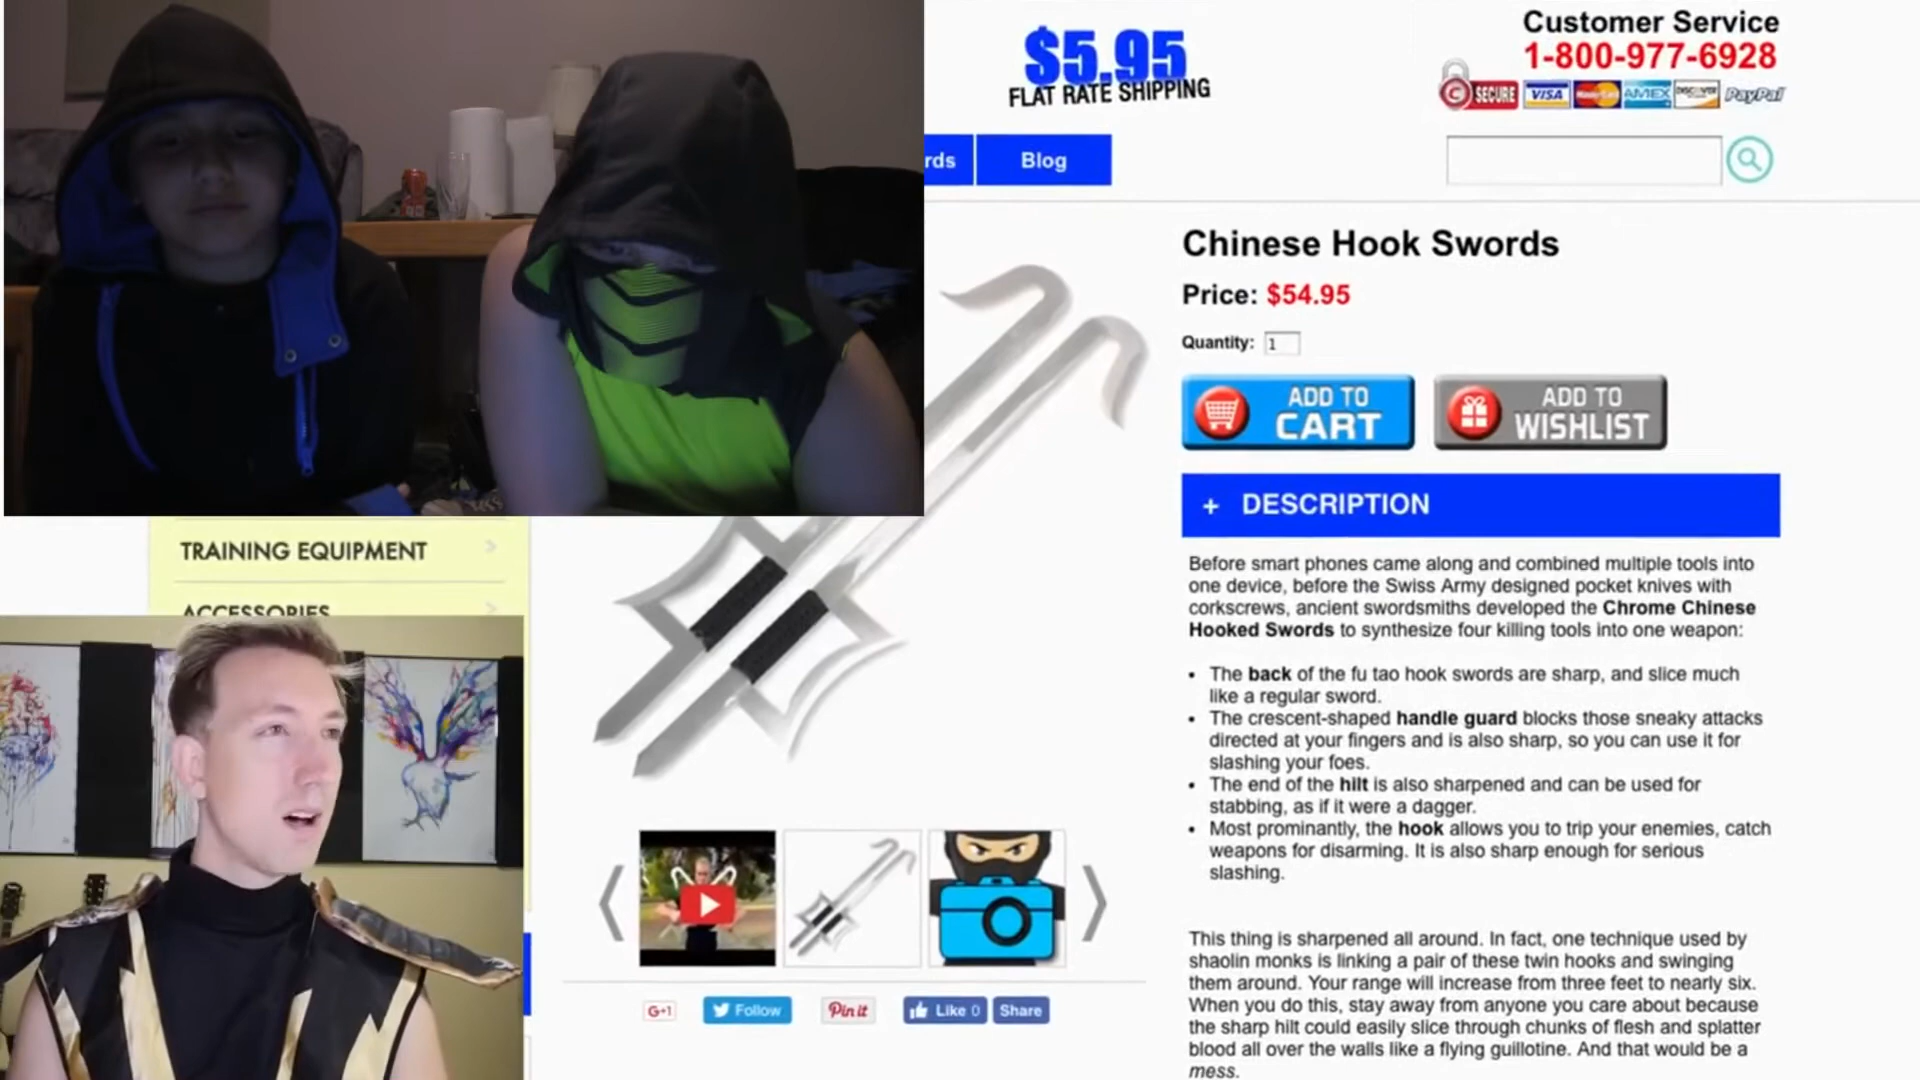 $5.95
FLAT RATE SHIPPING
Customer Service
1-800-977-6928
SECURE VISA MasterCard AMEX DISCOVER PayPal
rds
Blog
Chinese Hook Swords
Price: $54.95
Quantity: 1
ADD TO
CART
ADD TO
WISHLIST
+ DESCRIPTION
TRAINING EQUIPMENT
ACCESSORIES
Before smart phones came along and combined multiple tools into
one device, before the Swiss Army designed pocket knives with
corkscrews, ancient swordsmiths developed the Chrome Chinese
Hooked Swords to synthesize four killing tools into one weapon:
• The back of the fu tao hook swords are sharp, and slice much
like a regular sword.
• The crescent-shaped handle guard blocks those sneaky attacks
directed at your fingers and is also sharp, so you can use it for
slashing your foes.
• The end of the hilt is also sharpened and can be used for
stabbing, as if it were a dagger.
• Most prominantly, the hook allows you to trip your enemies, catch
weapons for disarming. It is also sharp enough for serious
slashing.
This thing is sharpened all around. In fact, one technique used by
shaolin monks is linking a pair of these twin hooks and swinging
them around. Your range will increase from three feet to nearly six.
When you do this, stay away from anyone you care about because
the sharp hilt could easily slice through chunks of flesh and splatter
blood all over the walls like a flying guillotine. And that would be a
mess.
G+1
Follow
Pin it
Like 0
Share